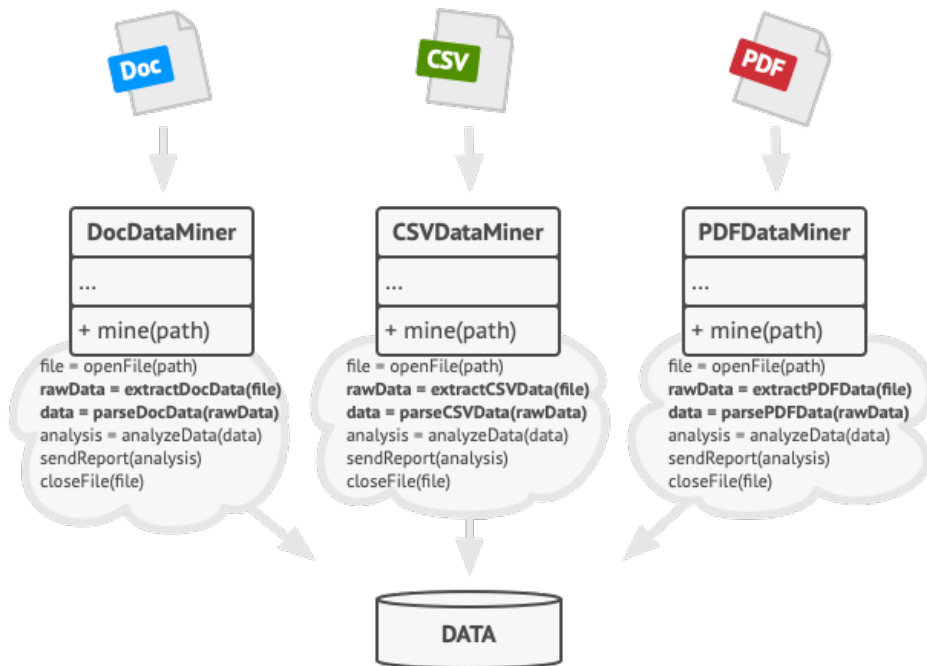 Doc
CSV
PDF
DocDataMiner
...
+ mine(path)
file = openFile(path)
rawData = extractDocData(file)
data = parseDocData(rawData)
analysis = analyzeData(data)
sendReport(analysis)
closeFile(file)
CSVDataMiner
...
+ mine(path)
file = openFile(path)
rawData = extractCSVData(file)
data = parseCSVData(rawData)
analysis = analyzeData(data)
sendReport(analysis)
closeFile(file)
PDFDataMiner
...
+ mine(path)
file = openFile(path)
rawData = extractPDFData(file)
data = parsePDFData(rawData)
analysis = analyzeData(data)
sendReport(analysis)
closeFile(file)
DATA